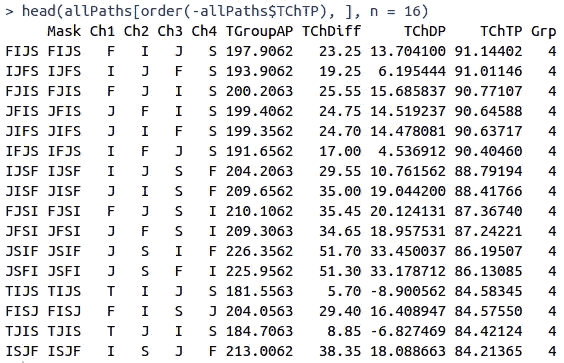 > head(allPaths[order(-allPaths$TChTP), ], n = 16)
Mask Ch1 Ch2 Ch3 Ch4 TGroupAP TChDiff TChDP TChTP Grp
FIJS FIJS F I J S 197.9062 23.25 13.704100 91.14402 4
IJFS IJFS I J F S 193.9062 19.25 6.195444 91.01146 4
FJIS FJIS F J I S 200.2063 25.55 15.685837 90.77107 4
JFIS JFIS J F I S 199.4062 24.75 14.519237 90.64588 4
JIFS JIFS J I F S 199.3562 24.70 14.478081 90.63717 4
IFJS IFJS I F J S 191.6562 17.00 4.536912 90.40460 4
IJSF IJSF I J S F 204.2063 29.55 10.761562 88.79194 4
JISF JISF J I S F 209.6562 35.00 19.044200 88.41766 4
FJSI FJSI F J S I 210.1062 35.45 20.124131 87.36740 4
JFSI JFSI J F S I 209.3063 34.65 18.957531 87.24221 4
JSIF JSIF J S I F 226.3562 51.70 33.450037 86.19507 4
JSFI JSFI J S F I 225.9562 51.30 33.178712 86.13085 4
TIJS TIJS T I J S 181.5563 5.70 -8.900562 84.58345 4
FISJ FISJ F I S J 204.0563 29.40 16.408947 84.57550 4
TJIS TJIS T J I S 184.7063 8.85 -6.827469 84.42124 4
ISJF ISJF I S J F 213.0062 38.35 18.088663 84.21365 4